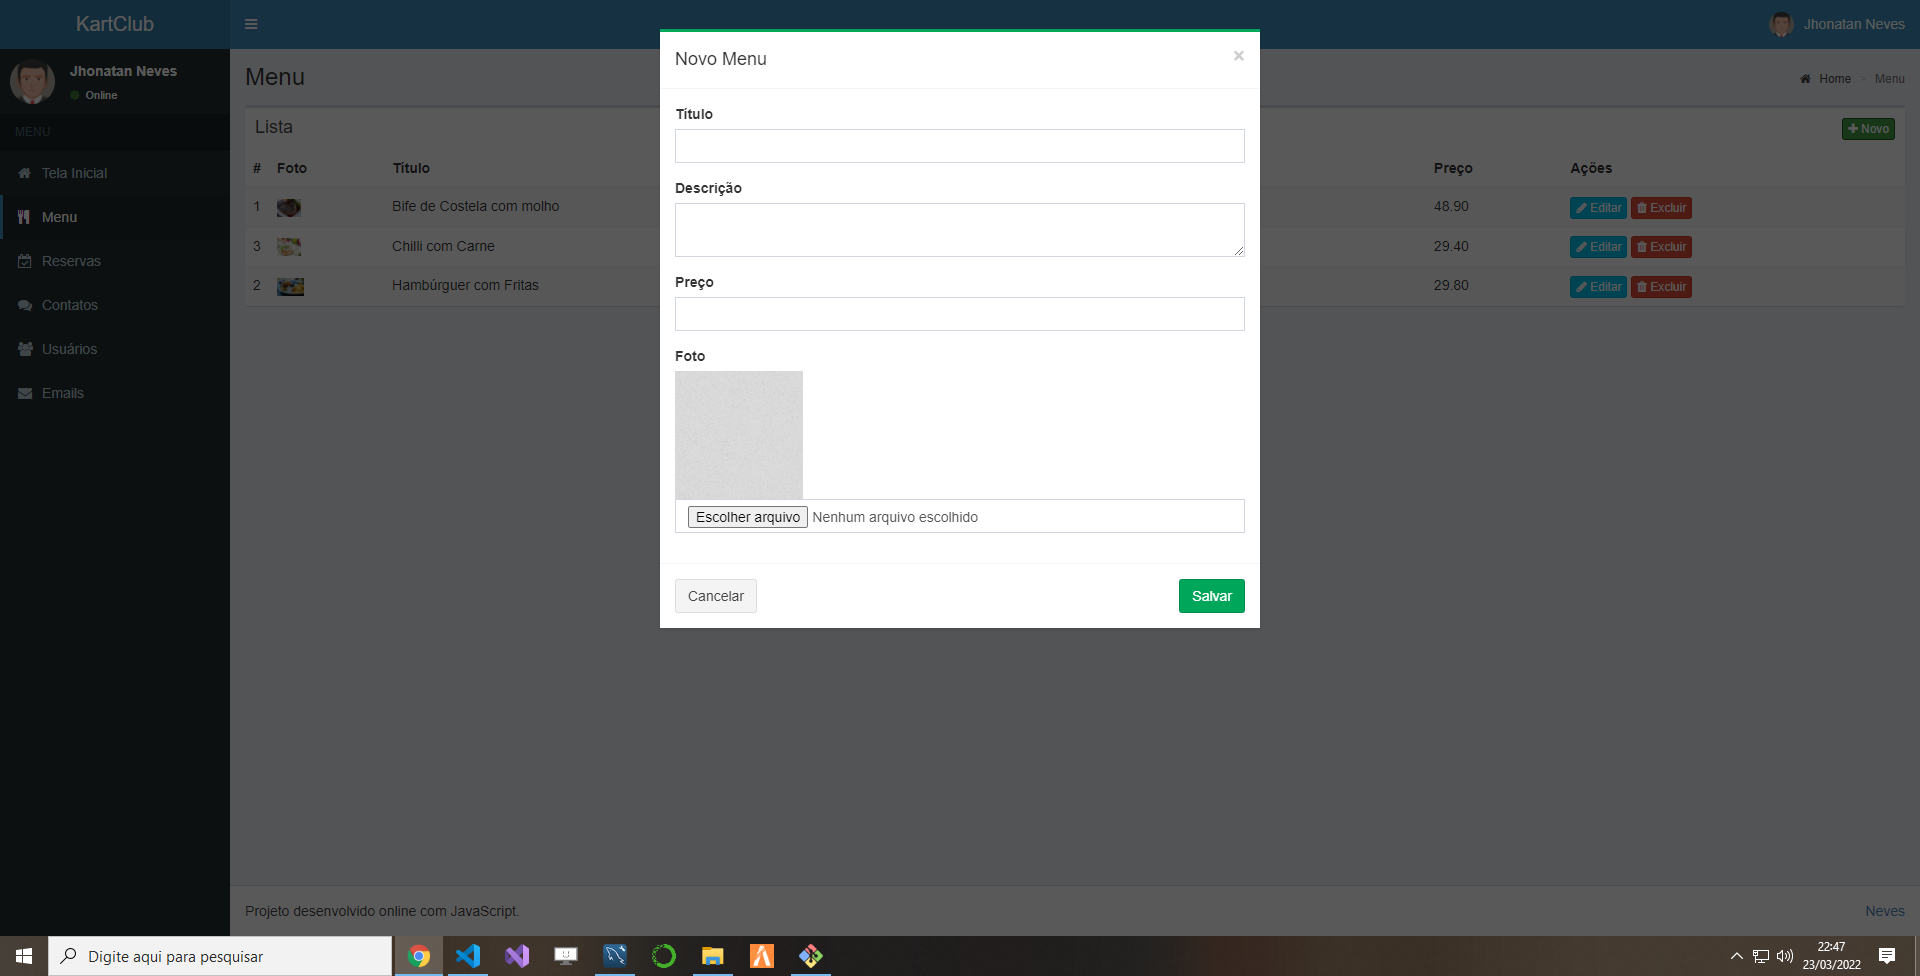 KartClub
Jhonatan Neves
Jhonatan Neves
Online
MENU
Tela Inicial
Menu
Reservas
Contatos
Usuários
Emails
Menu
Home > Menu
Lista
Novo
# Foto Título Preço Ações
1 Bife de Costela com molho 48.90 Editar Excluir
3 Chilli com Carne 29.40 Editar Excluir
2 Hambúrguer com Fritas 29.80 Editar Excluir
Novo Menu ×
Título
Descrição
Preço
Foto
Escolher arquivo Nenhum arquivo escolhido
Cancelar Salvar
Projeto desenvolvido online com JavaScript. Neves
Digite aqui para pesquisar
22:47
23/03/2022